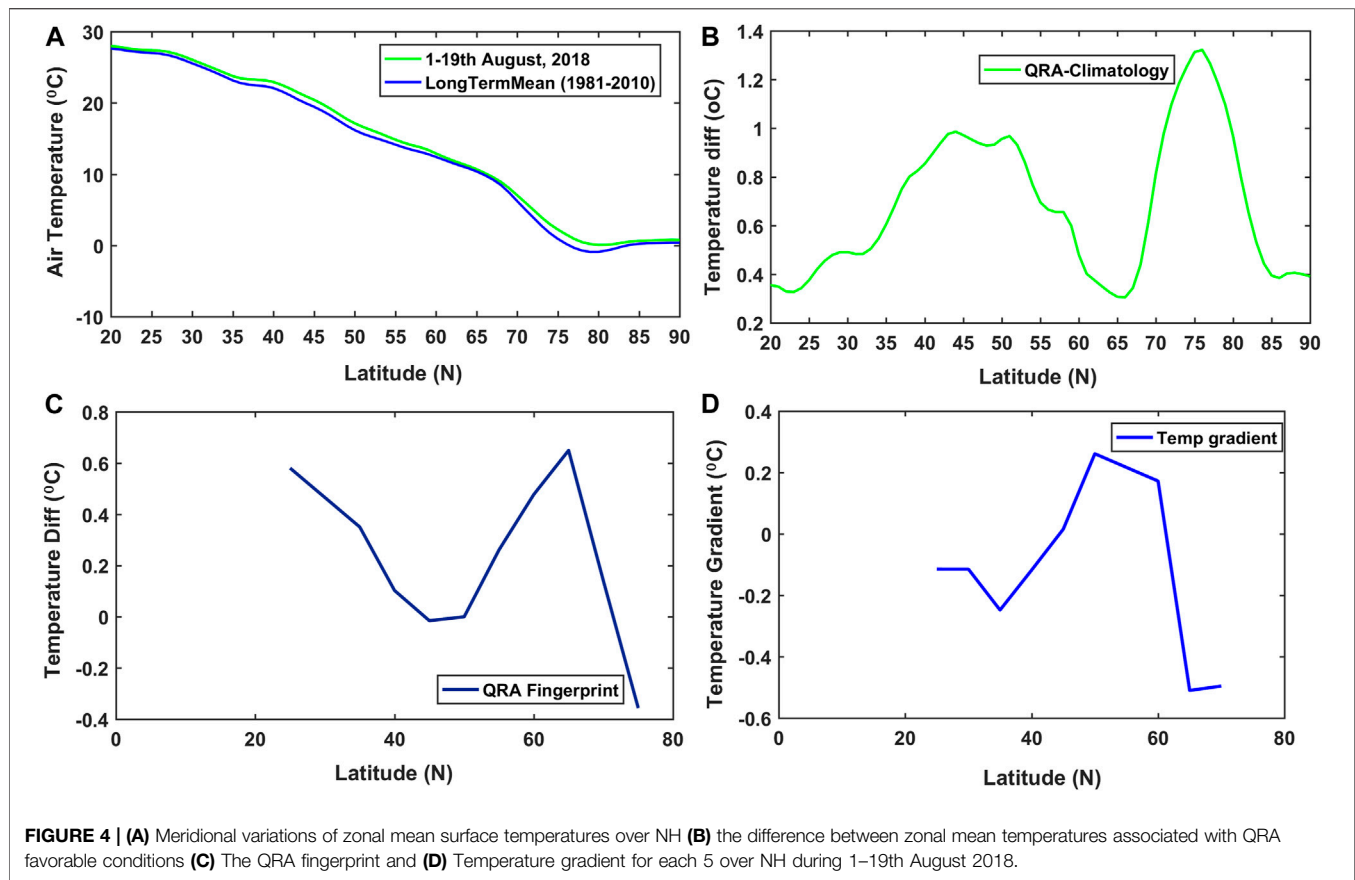 A
30
20
10
0
-10
Air Temperature (⁰C)
1-19th August, 2018
LongTermMean (1981-2010)
20 25 30 35 40 45 50 55 60 65 70 75 80 85 90
Latitude (N)
B
1.4
1.2
1
0.8
0.6
0.4
0.2
Temperature diff (oC)
QRA-Climatology
20 25 30 35 40 45 50 55 60 65 70 75 80 85 90
Latitude (N)
C
0.8
0.6
0.4
0.2
0
-0.2
-0.4
Temperature Diff (⁰C)
QRA Fingerprint
0 20 40 60 80
Latitude (N)
D
0.4
0.2
0
-0.2
-0.4
-0.6
Temperature Gradient (⁰C)
Temp gradient
0 20 40 60 80
Latitude (N)
FIGURE 4 | (A) Meridional variations of zonal mean surface temperatures over NH (B) the difference between zonal mean temperatures associated with QRA
favorable conditions (C) The QRA fingerprint and (D) Temperature gradient for each 5 over NH during 1–19th August 2018.